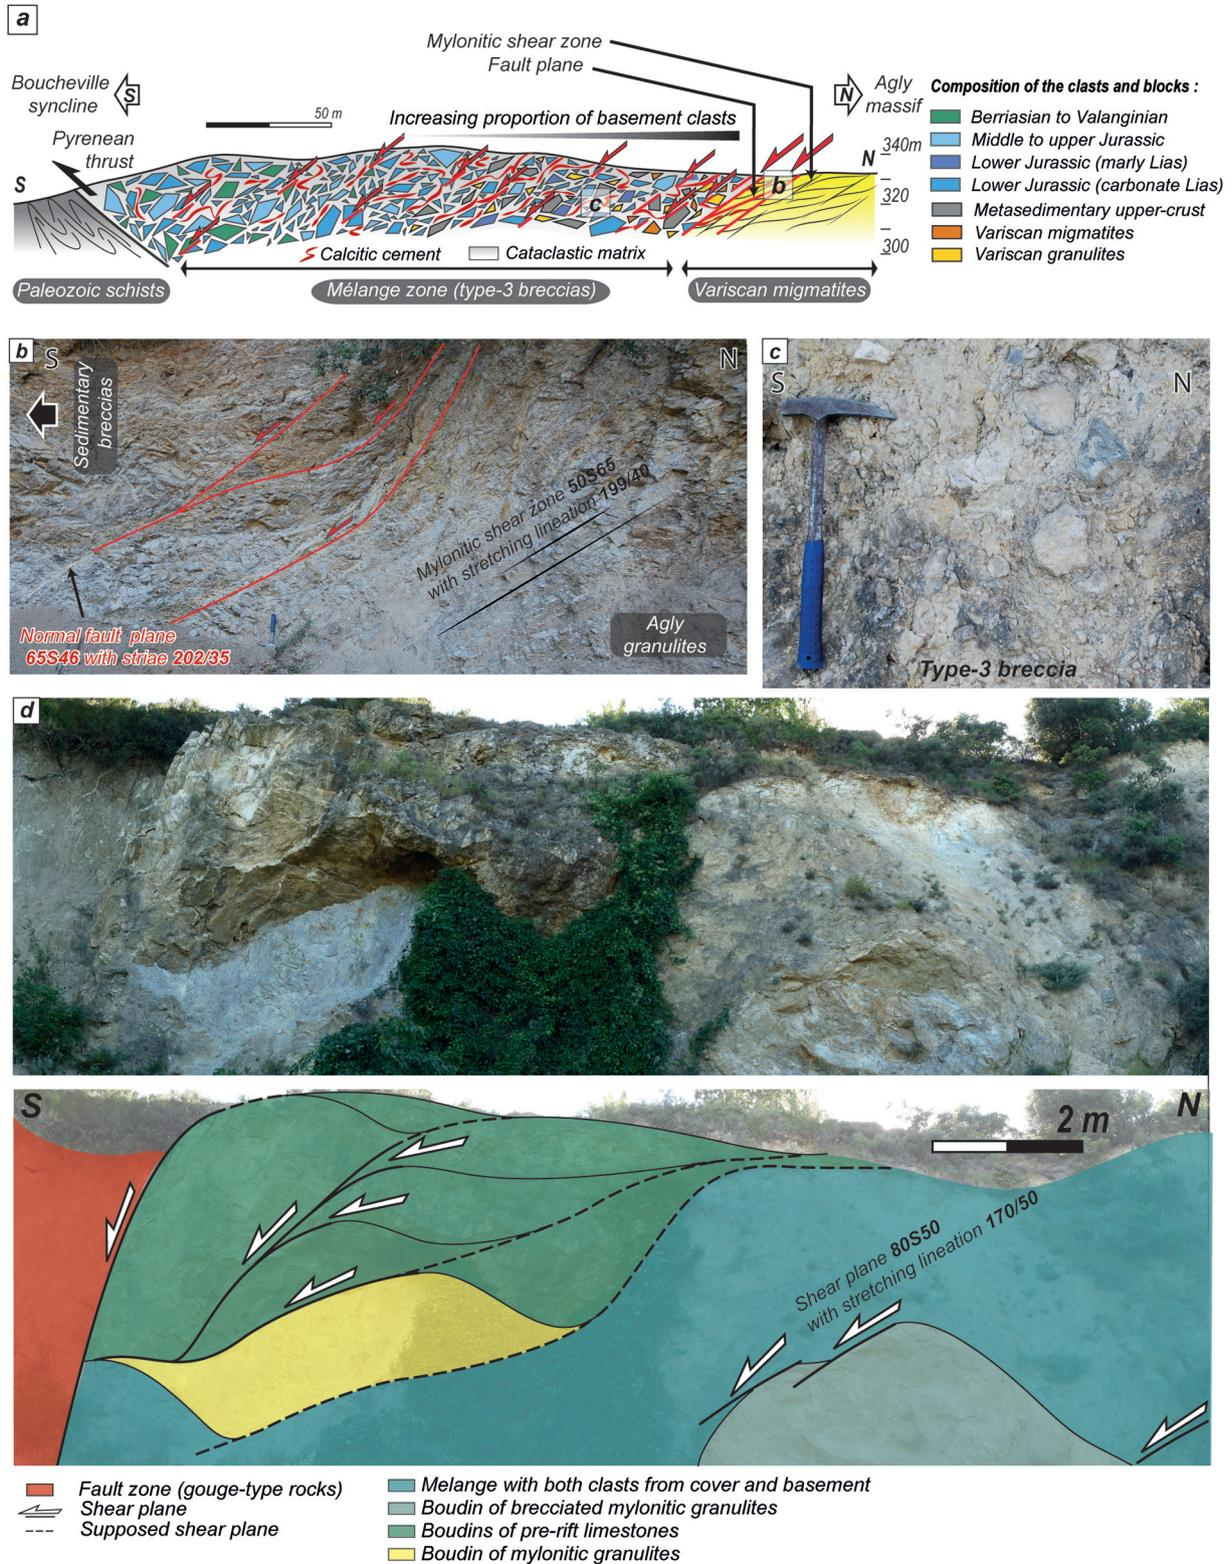 a
Mylonitic shear zone
Fault plane
Boucheville
syncline
S
N
Agly
massif
Composition of the clasts and blocks :
Berriasian to Valanginian
Middle to upper Jurassic
Lower Jurassic (marly Lias)
Lower Jurassic (carbonate Lias)
Metasedimentary upper-crust
Variscan migmatites
Variscan granulites
50 m
Increasing proportion of basement clasts
Pyrenean
thrust
340m
320
300
S
N
b
c
Calcitic cement
Cataclastic matrix
Paleozoic schists
Mélange zone (type-3 breccias)
Variscan migmatites
b
S
N
Sedimentary
breccias
Mylonitic shear zone 50S65
with stretching lineation 199/40
Normal fault plane
65S46 with striae 202/35
Agly
granulites
c
S
N
Type-3 breccia
d
S
N
2 m
Shear plane 80S50
with stretching lineation 170/50
Fault zone (gouge-type rocks)
Shear plane
Supposed shear plane
Melange with both clasts from cover and basement
Boudin of brecciated mylonitic granulites
Boudins of pre-rift limestones
Boudin of mylonitic granulites